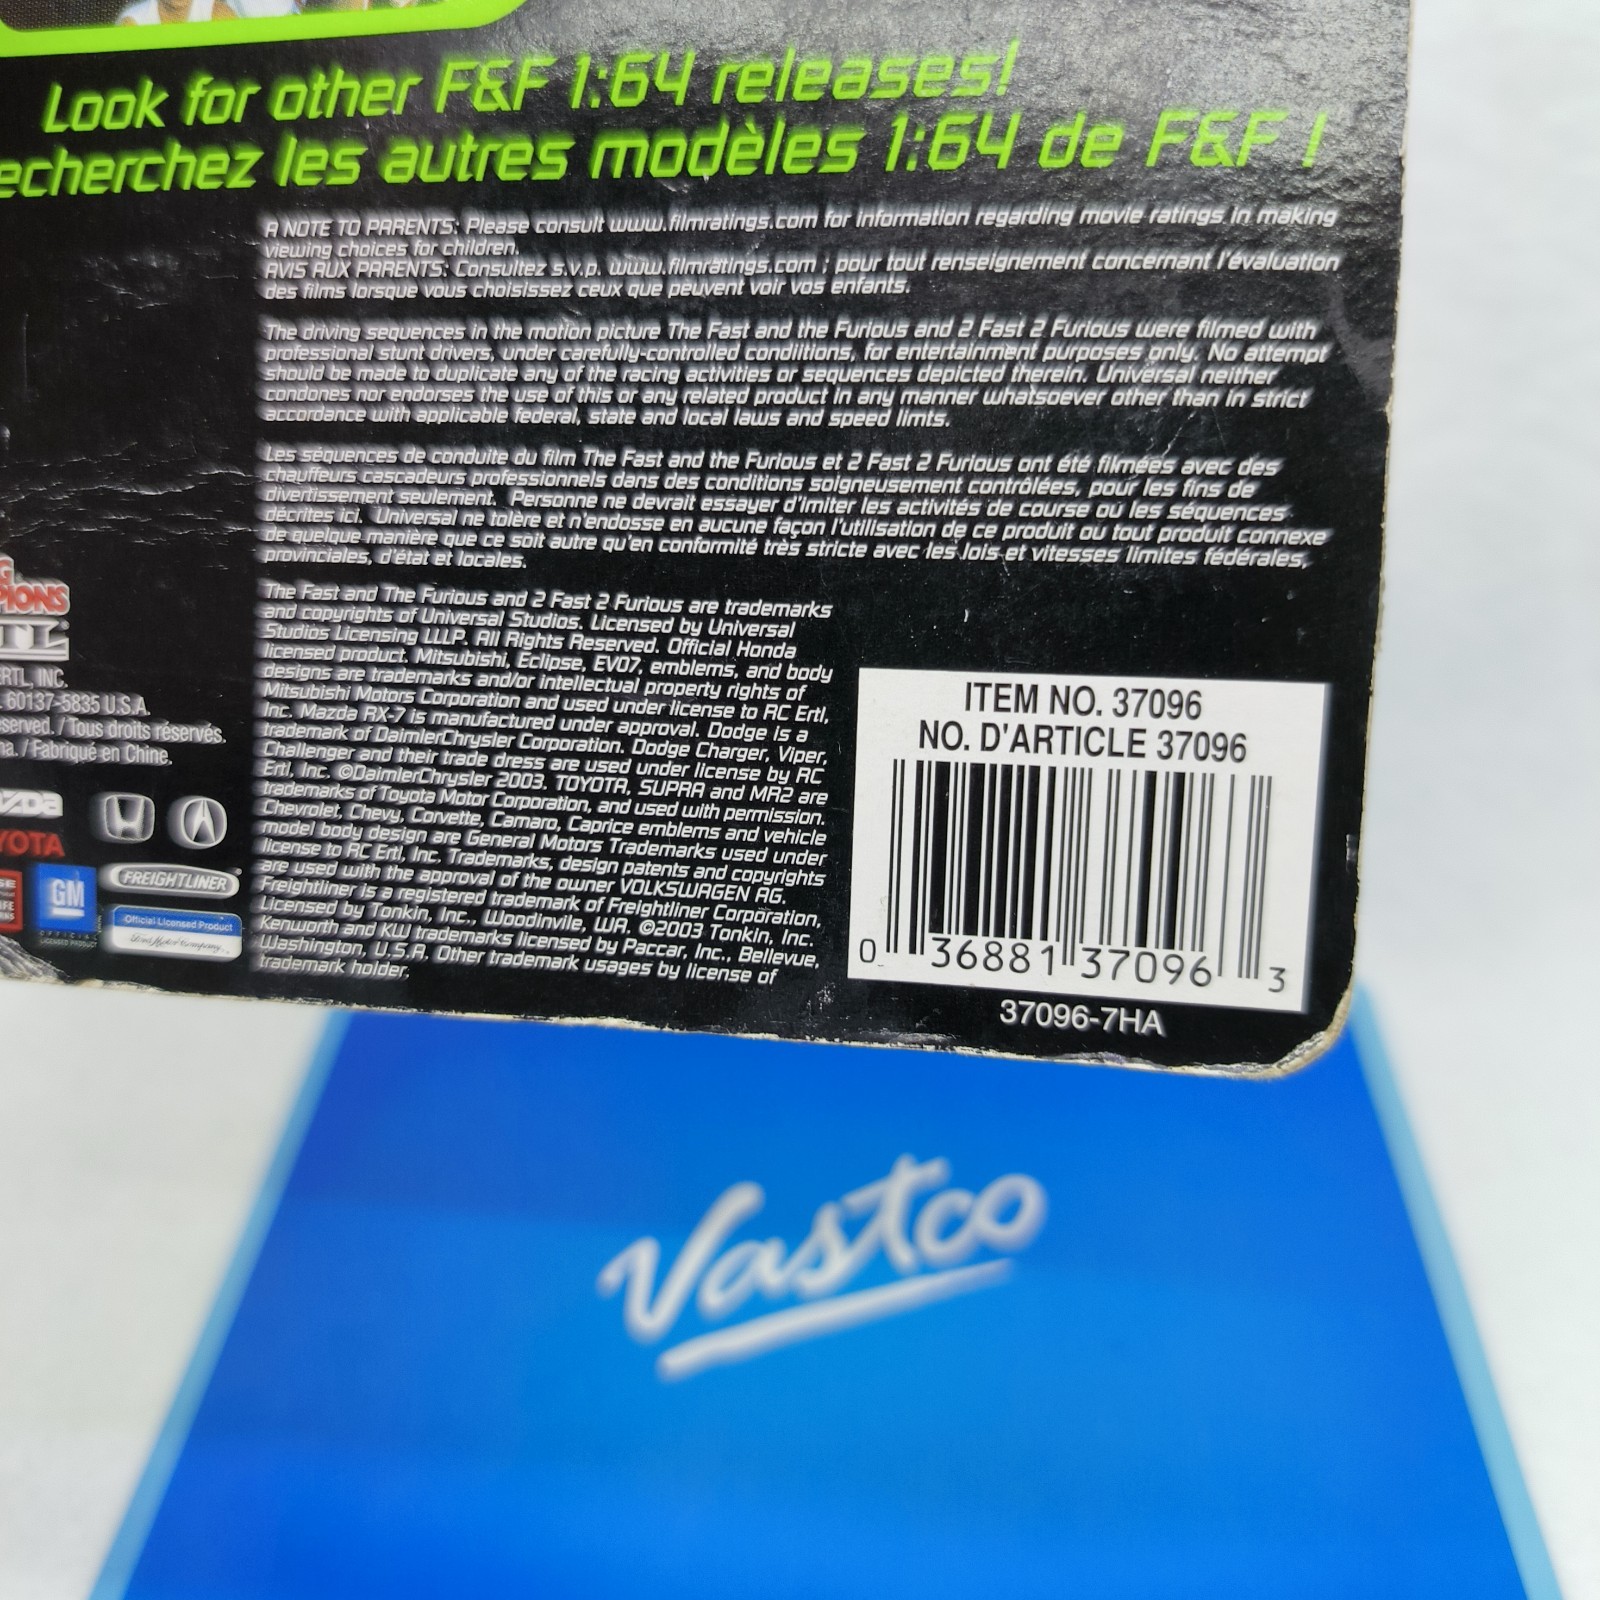 Look for other F&F 1:64 releases!
echerchez les autres modèles 1:64 de F&F !
A NOTE TO PARENTS: Please consult www.filmratings.com for information regarding movie ratings in making
viewing choices for children.
AVIS AUX PARENTS: Consultez s.v.p. www.filmratings.com ; pour tout renseignement concernant l'évaluation
des films lorsque vous choisissez ceux que peuvent voir vos enfants.
The driving sequences in the motion picture The Fast and the Furious and 2 Fast 2 Furious were filmed with
professional stunt drivers, under carefully-controlled condiitions, for entertainment purposes only. No attempt
should be made to duplicate any of the racing activities or sequences depicted therein. Universal neither
condones nor endorses the use of this or any related product in any manner whatsoever other than in strict
accordance with applicable federal, state and local laws and speed limts.
Les séquences de conduite du film The Fast and the Furious et 2 Fast 2 Furious ont été filmées avec des
chauffeurs cascadeurs professionnels dans des conditions soigneusement contrôlées, pour les fins de
divertissement seulement. Personne ne devrait essayer d'imiter les activités de course ou les séquences
décrites ici. Universal ne tolère et n'endosse en aucune façon l'utilisation de ce produit ou tout produit connexe
de quelque manière que ce soit autre qu'en conformité très stricte avec les lois et vitesses limites fédérales,
provinciales, d'état et locales.
The Fast and The Furious and 2 Fast 2 Furious are trademarks
and copyrights of Universal Studios. Licensed by Universal
Studios Licensing LLLP. All Rights Reserved. Official Honda
licensed product. Mitsubishi, Eclipse, EVO7, emblems, and body
designs are trademarks and/or intellectual property rights of
Mitsubishi Motors Corporation and used under license to RC Ertl,
Inc. Mazda RX-7 is manufactured under approval. Dodge is a
trademark of DaimlerChrysler Corporation. Dodge Charger, Viper,
Challenger and their trade dress are used under license by RC
Ertl, Inc. ©DaimlerChrysler 2003. TOYOTA, SUPRA and MR2 are
trademarks of Toyota Motor Corporation, and used with permission.
Chevrolet, Chevy, Corvette, Camaro, Caprice emblems and vehicle
model body design are General Motors Trademarks used under
license to RC Ertl, Inc. Trademarks, design patents and copyrights
are used with the approval of the owner VOLKSWAGEN AG.
Freightliner is a registered trademark of Freightliner Corporation,
Licensed by Tonkin, Inc., Woodinvile, WA. ©2003 Tonkin, Inc.
Kenworth and KW trademarks licensed by Paccar, Inc., Bellevue,
Washington, U.S.A. Other trademark usages by license of
trademark holder.
G
PIONS
TL
ERTL, INC.
. 60137-5835 U.S.A.
served. / Tous droits réservés.
na. / Fabriqué en Chine.
zDa
YOTA
GM
OFFICIAL
LICENSED PRODUCT
FREIGHTLINER
Official Licensed Product
Ford Motor Company
ITEM NO. 37096
NO. D'ARTICLE 37096
0 36881 37096 3
37096-7HA
Vastco